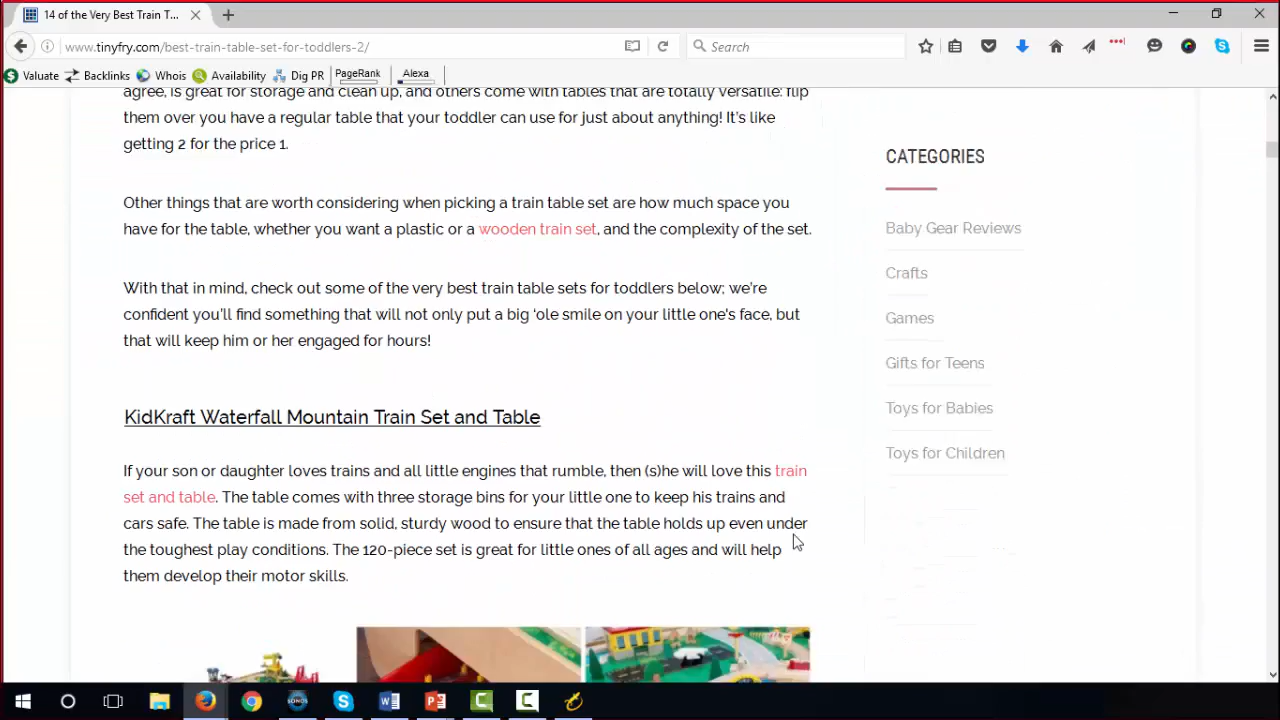 14 of the Very Best Train T...
www.tinyfry.com/best-train-table-set-for-toddlers-2/
Search
Valuate Backlinks Whois Availability Dig PR PageRank Alexa
agree, is great for storage and clean up, and others come with tables that are totally versatile: flip
them over you have a regular table that your toddler can use for just about anything! It's like
getting 2 for the price 1.
Other things that are worth considering when picking a train table set are how much space you
have for the table, whether you want a plastic or a wooden train set, and the complexity of the set.
With that in mind, check out some of the very best train table sets for toddlers below; we're
confident you'll find something that will not only put a big 'ole smile on your little one's face, but
that will keep him or her engaged for hours!
KidKraft Waterfall Mountain Train Set and Table
If your son or daughter loves trains and all little engines that rumble, then (s)he will love this train
set and table. The table comes with three storage bins for your little one to keep his trains and
cars safe. The table is made from solid, sturdy wood to ensure that the table holds up even under
the toughest play conditions. The 120-piece set is great for little ones of all ages and will help
them develop their motor skills.
CATEGORIES
Baby Gear Reviews
Crafts
Games
Gifts for Teens
Toys for Babies
Toys for Children
SONOS